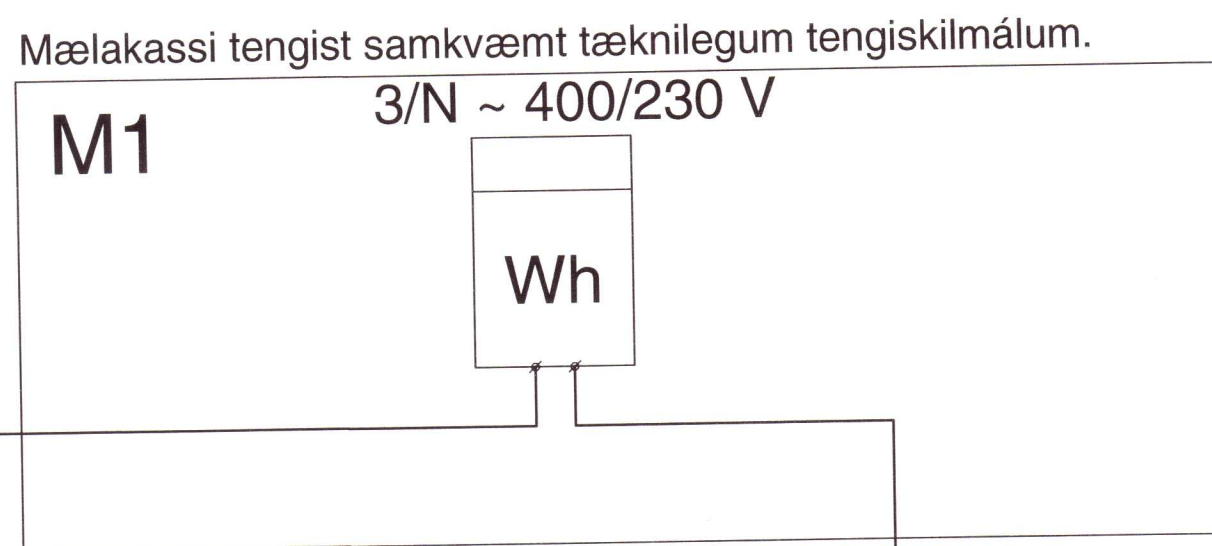 Mælakassi tengist samkvæmt tæknilegum tengiskilmálum.
3/N ~ 400/230 V
M1
Wh